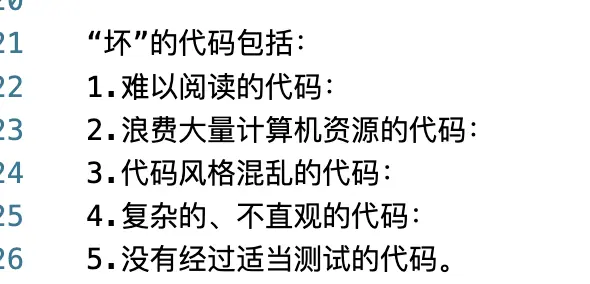 21 “坏”的代码包括：
22 1.难以阅读的代码：
23 2.浪费大量计算机资源的代码：
24 3.代码风格混乱的代码：
25 4.复杂的、不直观的代码：
26 5.没有经过适当测试的代码。